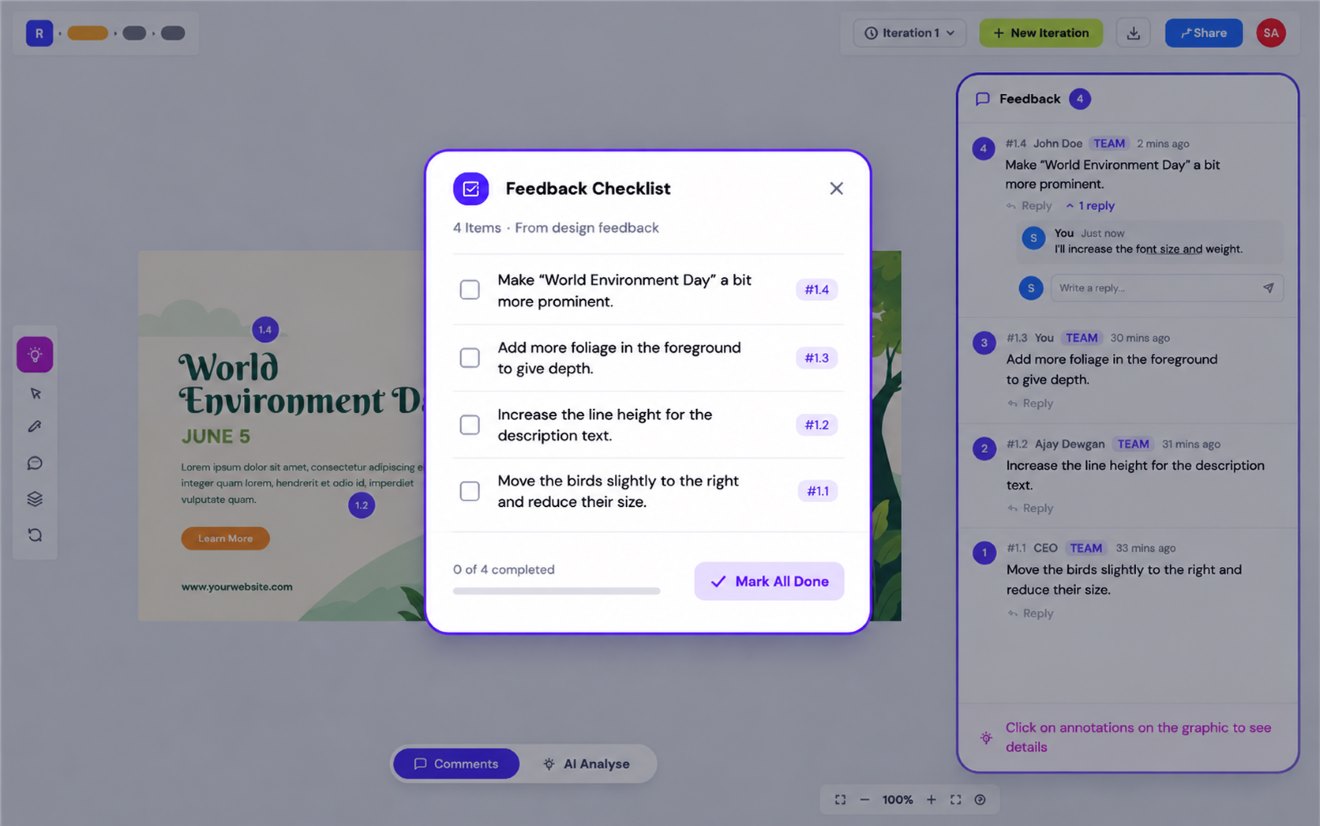 R
Iteration 1
+ New Iteration
Share
SA
Feedback 4
4 #1.4 John Doe TEAM 2 mins ago
Make “World Environment Day” a bit
more prominent.
Reply 1 reply
S You Just now
I'll increase the font size and weight.
S Write a reply...
3 #1.3 You TEAM 30 mins ago
Add more foliage in the foreground
to give depth.
Reply
2 #1.2 Ajay Dewgan TEAM 31 mins ago
Increase the line height for the description
text.
Reply
1 #1.1 CEO TEAM 33 mins ago
Move the birds slightly to the right and
reduce their size.
Reply
Click on annotations on the graphic to see
details
Feedback Checklist
4 Items · From design feedback
Make “World Environment Day” a bit
more prominent.
#1.4
Add more foliage in the foreground
to give depth.
#1.3
Increase the line height for the
description text.
#1.2
Move the birds slightly to the right
and reduce their size.
#1.1
0 of 4 completed
Mark All Done
1.4
World
Environment
JUNE 5
Lorem ipsum dolor sit amet, consectetur adipiscing
integer quam lorem, hendrerit et odio id, imperdiet
vulputate quam.
1.2
Learn More
www.yourwebsite.com
Comments
AI Analyse
− 100% +